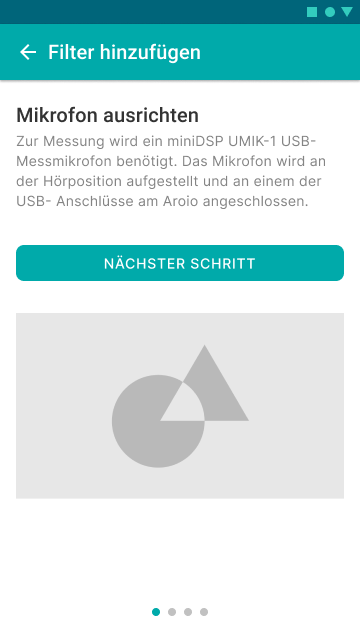 Filter hinzufügen
Mikrofon ausrichten
Zur Messung wird ein miniDSP UMIK-1 USB-
Messmikrofon benötigt. Das Mikrofon wird an
der Hörposition aufgestellt und an einem der
USB- Anschlüsse am Aroio angeschlossen.
NÄCHSTER SCHRITT